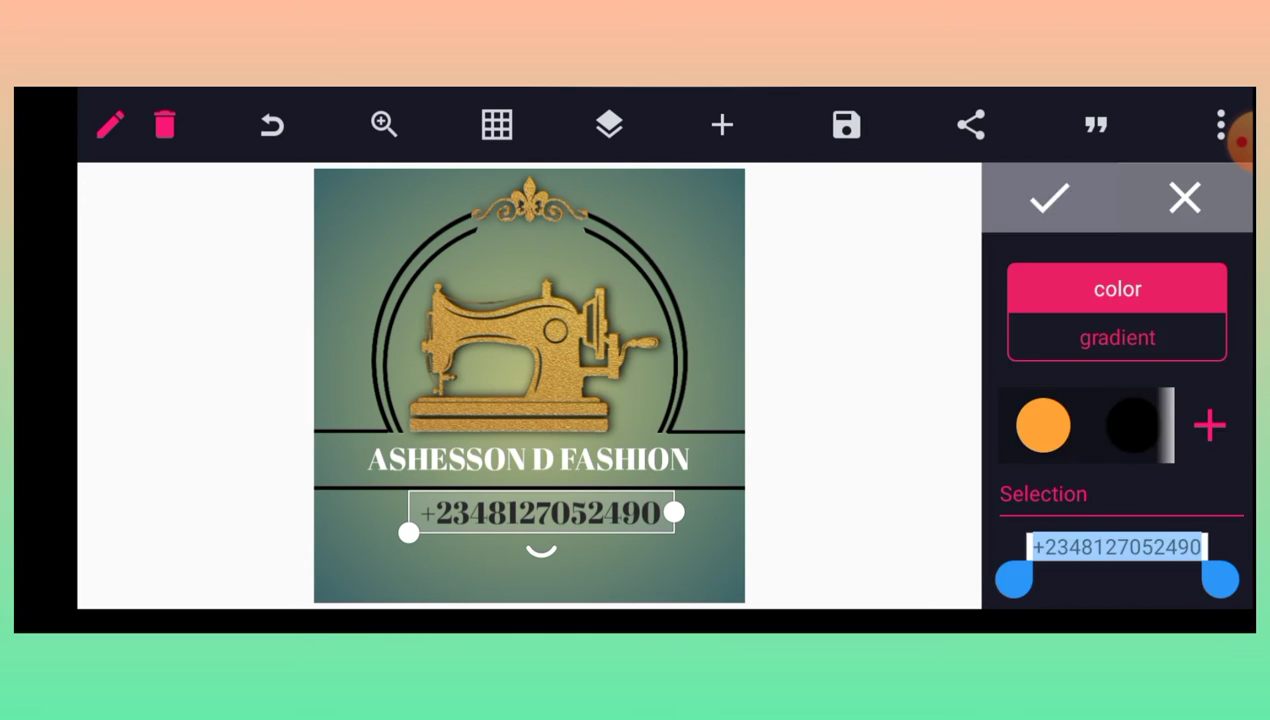 color
gradient
ASHESSON D FASHION
+2348127052490
Selection
+2348127052490